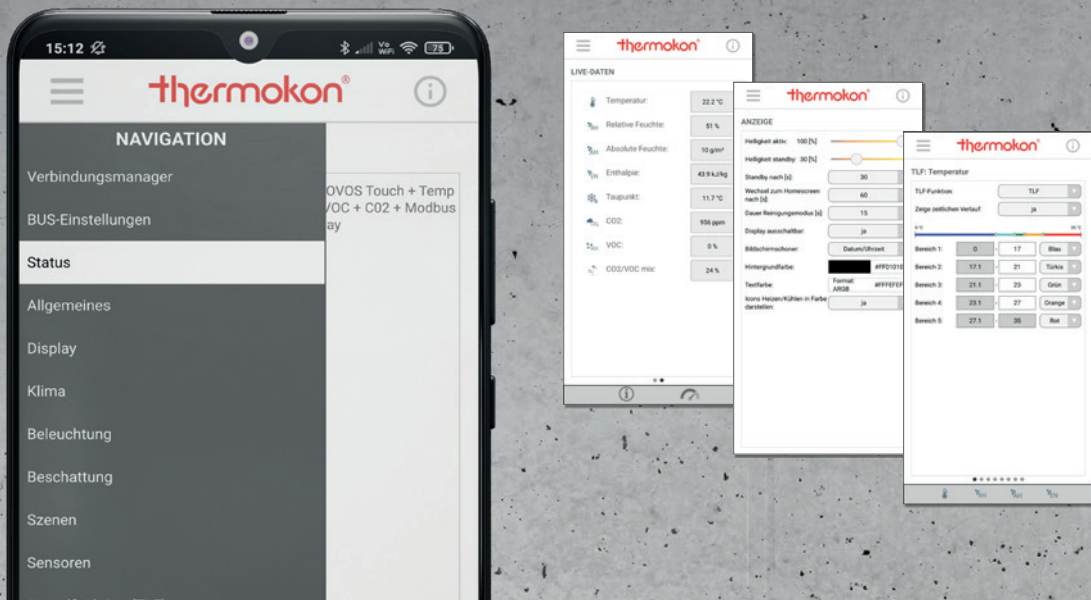 15:12
Vo
WiFi
75
thermokon®
NAVIGATION
Verbindungsmanager
BUS-Einstellungen
Status
Allgemeines
Display
Klima
Beleuchtung
Beschattung
Szenen
Sensoren
OVOS Touch + Temp
VOC + C02 + Modbus
ay
thermokon®
LIVE-DATEN
Temperatur: 22.2 °C
Relative Feuchte: 51 %
Absolute Feuchte: 10 g/m³
Enthalpie: 43.9 kJ/kg
Taupunkt: 11.7 °C
CO2: 956 ppm
VOC: 0 %
CO2/VOC mix: 24 %
thermokon®
ANZEIGE
Helligkeit aktiv: 100 [%]
Helligkeit standby: 30 [%]
Standby nach [s]: 30
Wechsel zum Homescreen
nach [s] 60
Dauer Reinigungsmodus [s] 15
Display ausschaltbar: ja
Bildschirmschoner: Datum/Uhrzeit
Hintergrundfarbe: #FF0101
Textfarbe: Format: ARGB #FFFEFEF
Icons Heizen/Kühlen in Farbe
darstellen: ja
thermokon®
TLF: Temperatur
TLF-Funktion: TLF
Zeige zeitlichen Verlauf: ja
Bereich 1: 0 - 17 Blau
Bereich 2: 17.1 - 21 Türkis
Bereich 3: 21.1 - 23 Grün
Bereich 4: 23.1 - 27 Orange
Bereich 5: 27.1 - 35 Rot